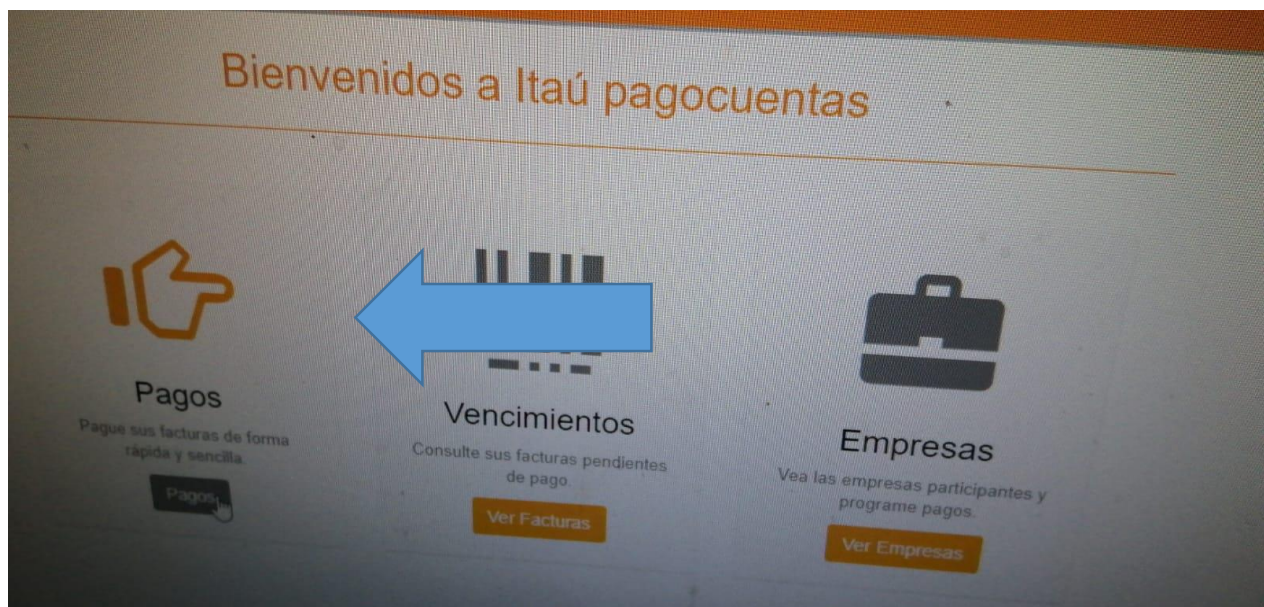 Bienvenidos a Itaú pagocuentas
Pagos
Pague sus facturas de forma
rápida y sencilla.
Pagos
Vencimientos
Consulte sus facturas pendientes
de pago.
Ver Facturas
Empresas
Vea las empresas participantes y
programe pagos.
Ver Empresas